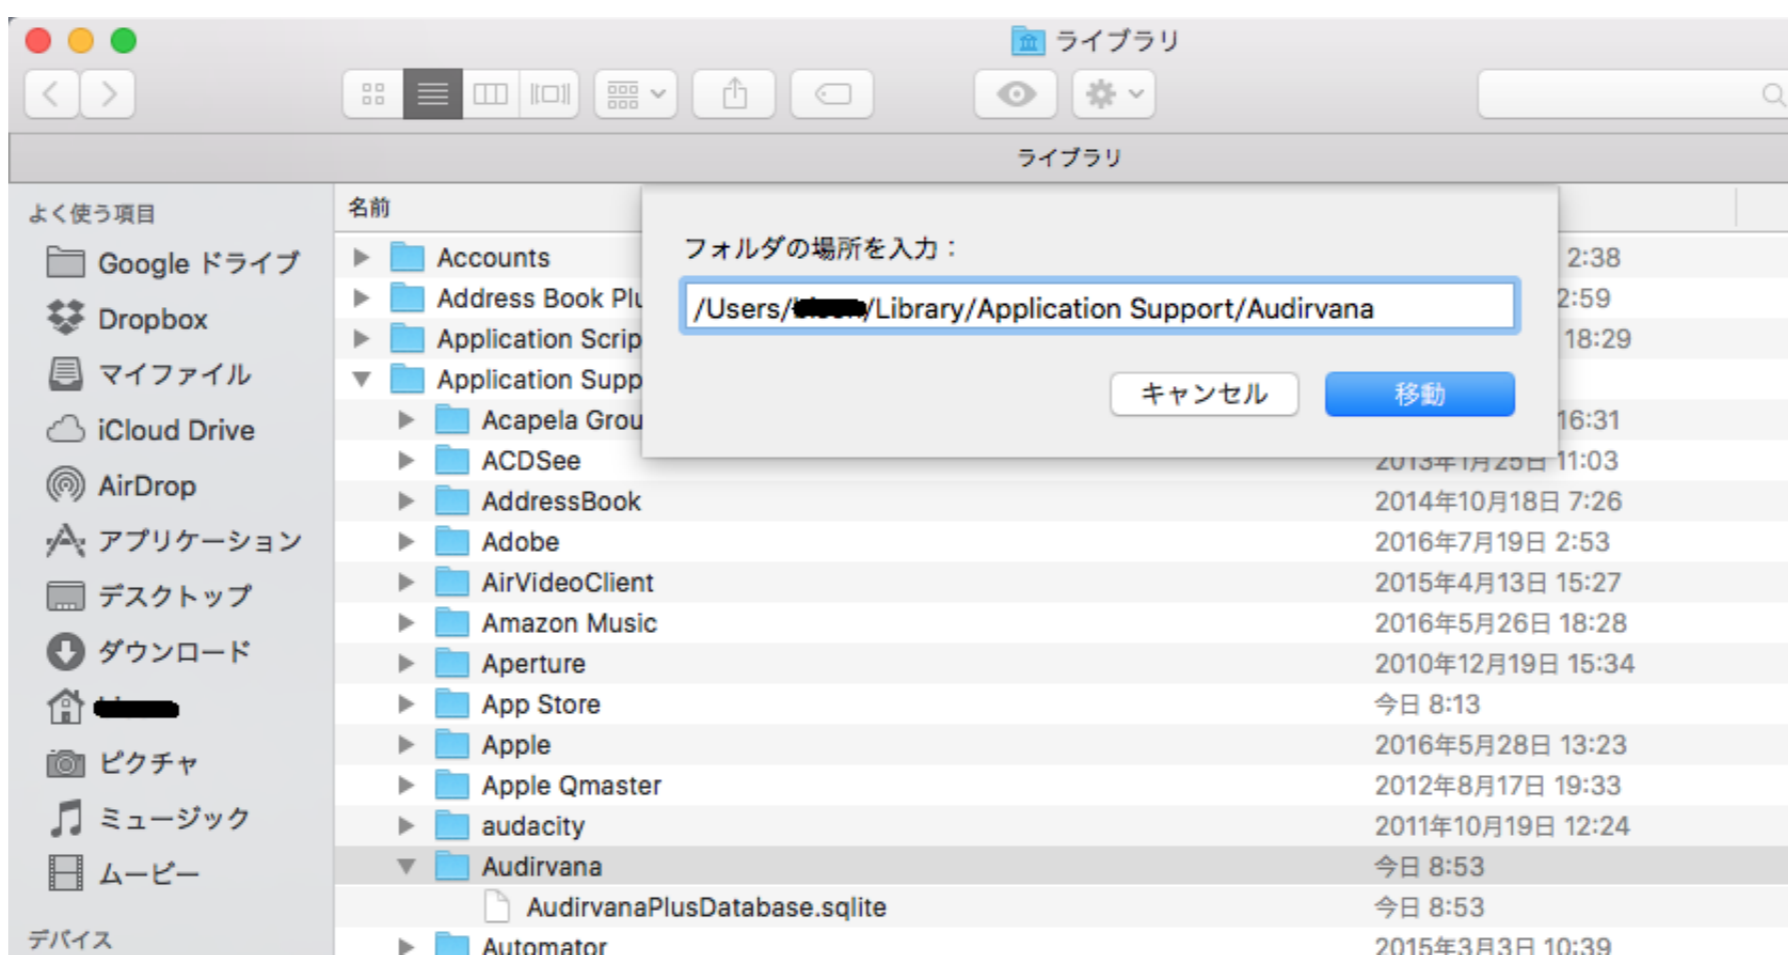 ライブラリ
ライブラリ
よく使う項目
Google ドライブ
Dropbox
マイファイル
iCloud Drive
AirDrop
アプリケーション
デスクトップ
ダウンロード
ピクチャ
ミュージック
ムービー
デバイス
名前
フォルダの場所を入力：
/Users/ /Library/Application Support/Audirvana
キャンセル 移動
Accounts 2:38
Address Book Plu 2:59
Application Scrip 18:29
Application Supp
Acapela Grou 16:31
ACDSee 2013年1月25日 11:03
AddressBook 2014年10月18日 7:26
Adobe 2016年7月19日 2:53
AirVideoClient 2015年4月13日 15:27
Amazon Music 2016年5月26日 18:28
Aperture 2010年12月19日 15:34
App Store 今日 8:13
Apple 2016年5月28日 13:23
Apple Qmaster 2012年8月17日 19:33
audacity 2011年10月19日 12:24
Audirvana 今日 8:53
AudirvanaPlusDatabase.sqlite 今日 8:53
Automator 2015年3月3日 10:39